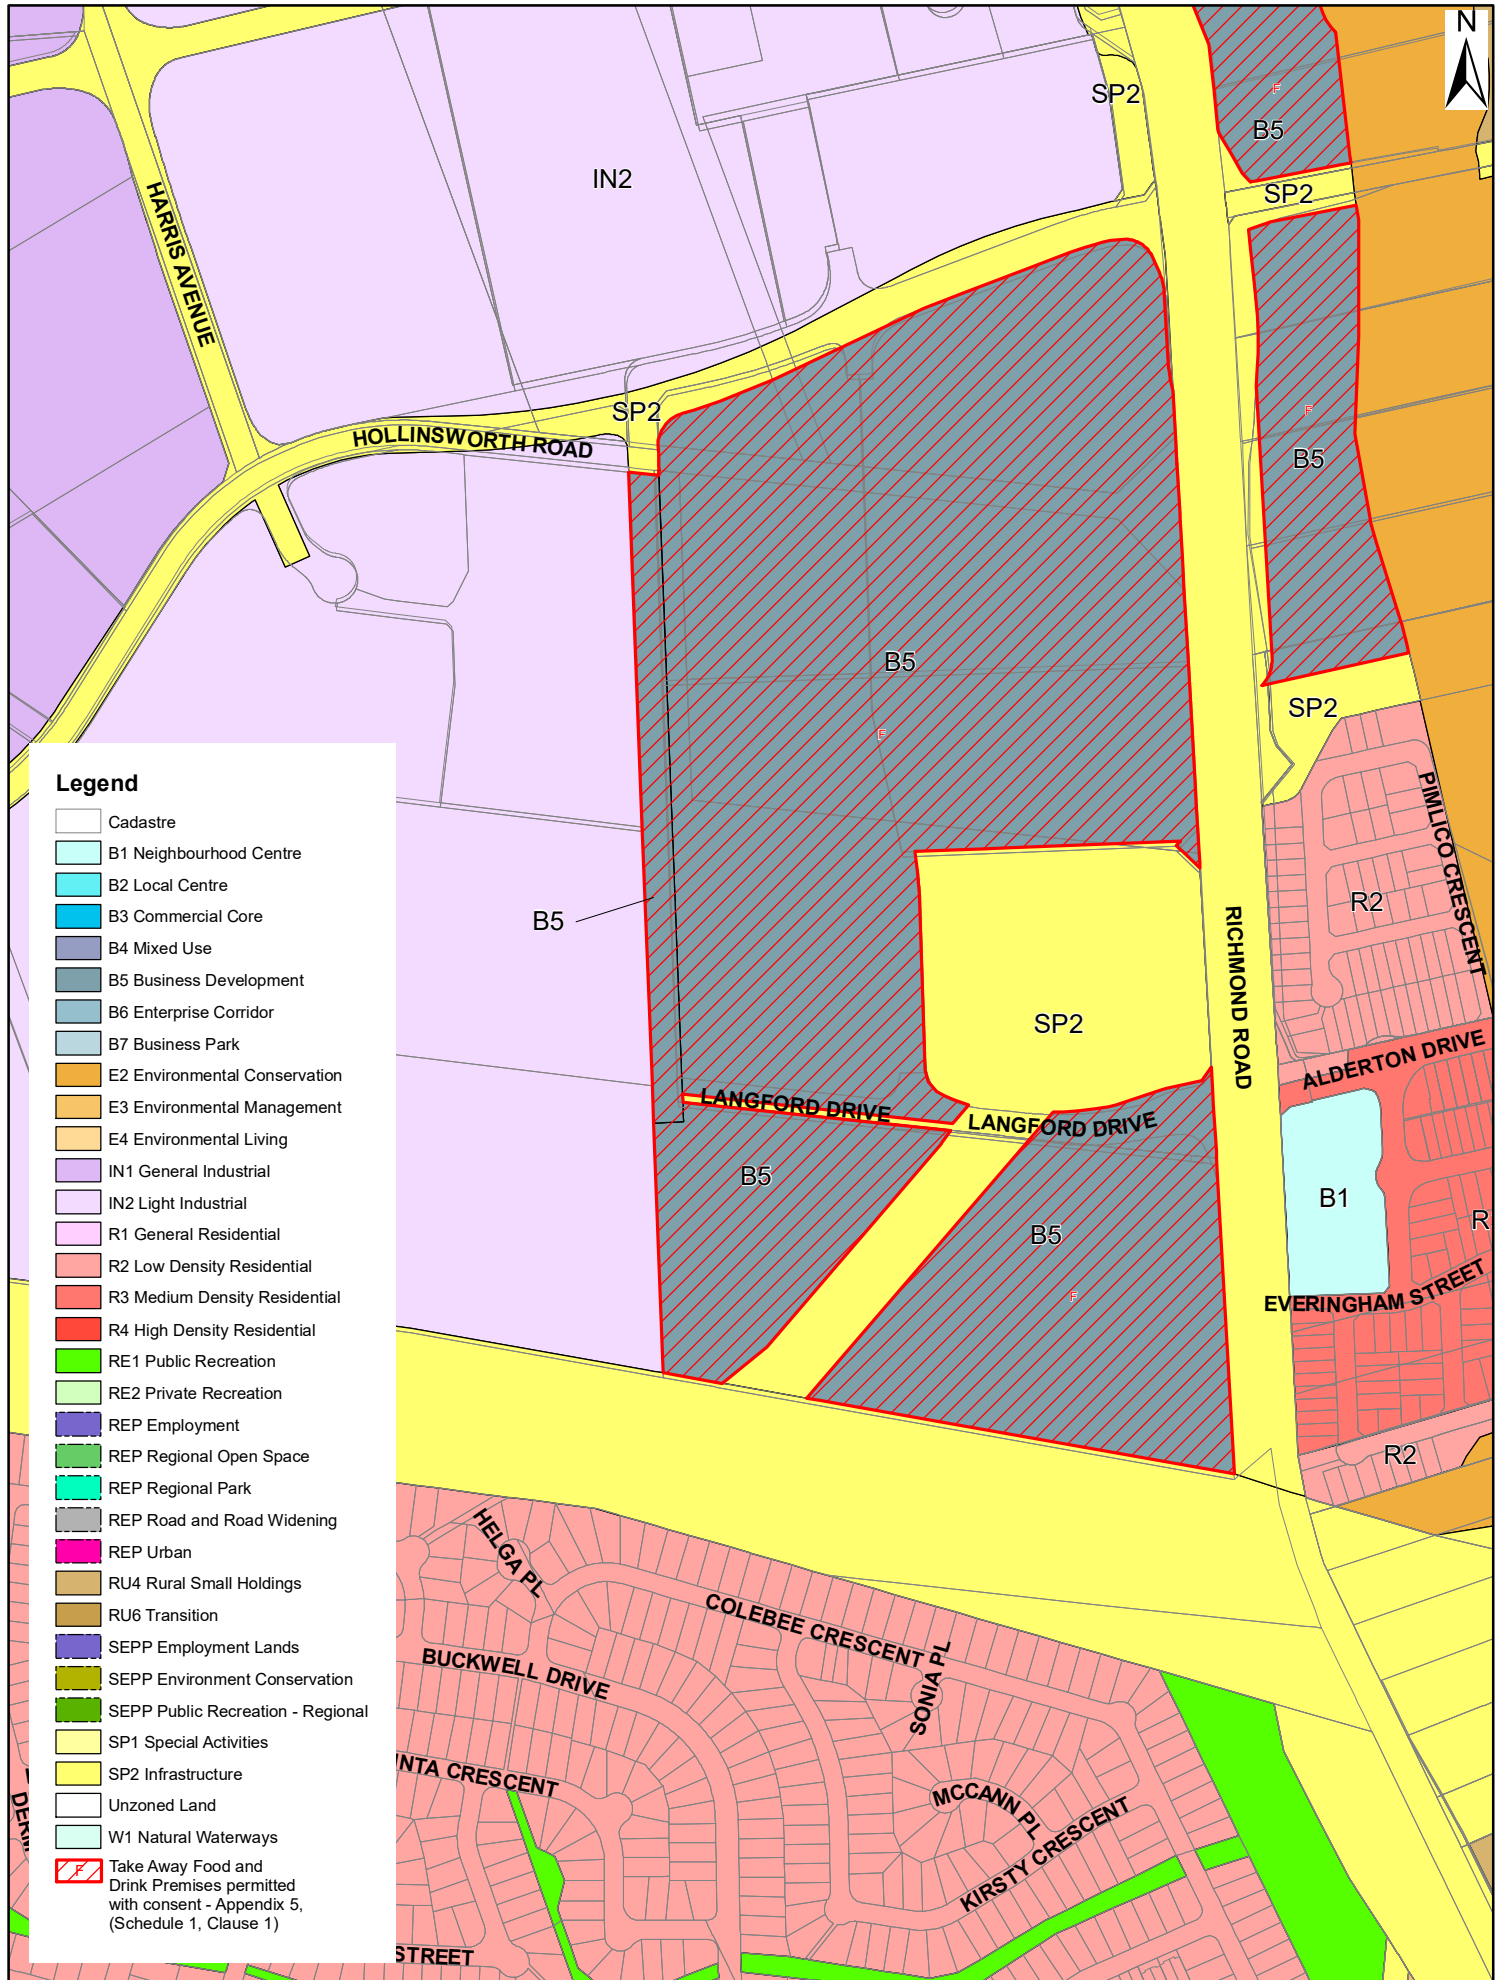 N
SP2
F
B5
IN2
SP2
HARRIS AVENUE
SP2
F
HOLLINSWORTH ROAD
B5
B5
SP2
F
PIMLICO CRESCENT
R2
B5
RICHMOND ROAD
SP2
ALDERTON DRIVE
LANGFORD DRIVE
LANGFORD DRIVE
B5
B1
R
B5
EVERINGHAM STREET
F
R2
HELGA PL
COLEBEE CRESCENT
BUCKWELL DRIVE
SONIA PL
NTA CRESCENT
MCCANN PL
KIRSTY CRESCENT
STREET
Legend
Cadastre
B1 Neighbourhood Centre
B2 Local Centre
B3 Commercial Core
B4 Mixed Use
B5 Business Development
B6 Enterprise Corridor
B7 Business Park
E2 Environmental Conservation
E3 Environmental Management
E4 Environmental Living
IN1 General Industrial
IN2 Light Industrial
R1 General Residential
R2 Low Density Residential
R3 Medium Density Residential
R4 High Density Residential
RE1 Public Recreation
RE2 Private Recreation
REP Employment
REP Regional Open Space
REP Regional Park
REP Road and Road Widening
REP Urban
RU4 Rural Small Holdings
RU6 Transition
SEPP Employment Lands
SEPP Environment Conservation
SEPP Public Recreation - Regional
SP1 Special Activities
SP2 Infrastructure
Unzoned Land
W1 Natural Waterways
F
Take Away Food and
Drink Premises permitted
with consent - Appendix 5,
(Schedule 1, Clause 1)